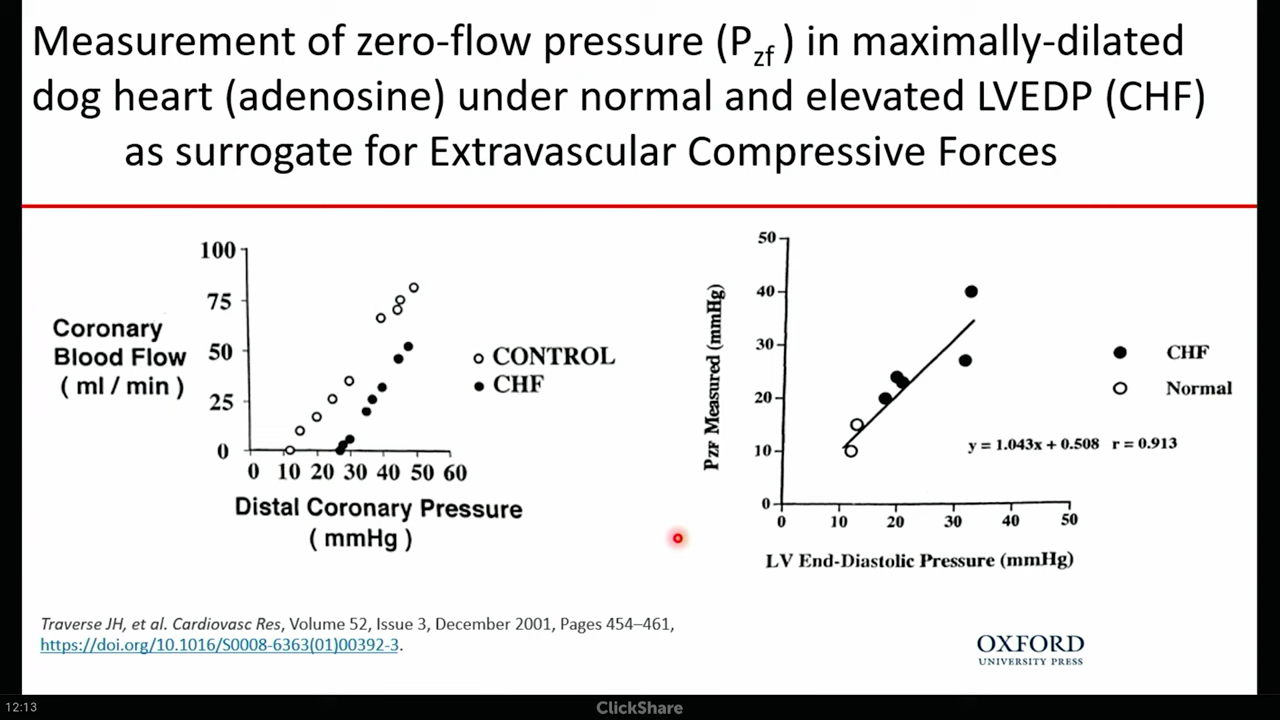 Measurement of zero-flow pressure (Pzf ) in maximally-dilated
dog heart (adenosine) under normal and elevated LVEDP (CHF)
as surrogate for Extravascular Compressive Forces
100
75
50
25
0
Coronary
Blood Flow
( ml / min )
0 10 20 30 40 50 60
Distal Coronary Pressure
( mmHg )
CONTROL
CHF
50
40
30
20
10
0
PZF Measured (mmHg)
0 10 20 30 40 50
LV End-Diastolic Pressure (mmHg)
CHF
Normal
y = 1.043x + 0.508 r = 0.913
Traverse JH, et al. Cardiovasc Res, Volume 52, Issue 3, December 2001, Pages 454–461,
https://doi.org/10.1016/S0008-6363(01)00392-3.
OXFORD
UNIVERSITY PRESS
12:13
ClickShare